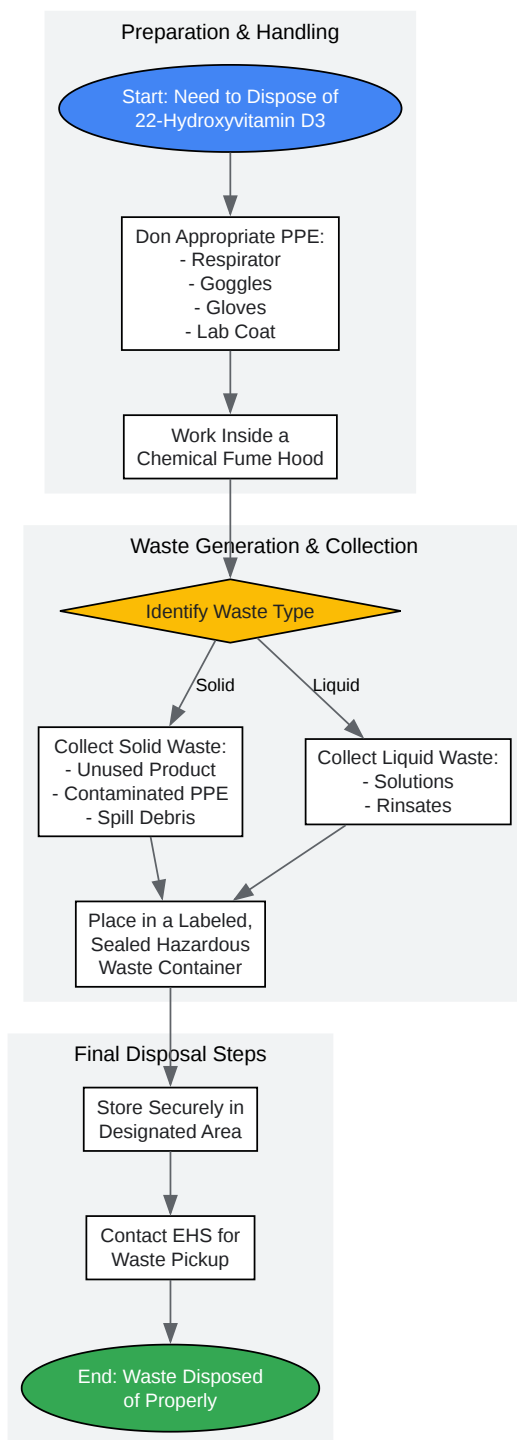 Preparation & Handling
Start: Need to Dispose of
22-Hydroxyvitamin D3
Don Appropriate PPE:
- Respirator
- Goggles
- Gloves
- Lab Coat
Work Inside a
Chemical Fume Hood
Waste Generation & Collection
Identify Waste Type
Solid
Liquid
Collect Solid Waste:
- Unused Product
- Contaminated PPE
- Spill Debris
Collect Liquid Waste:
- Solutions
- Rinsates
Place in a Labeled,
Sealed Hazardous
Waste Container
Final Disposal Steps
Store Securely in
Designated Area
Contact EHS for
Waste Pickup
End: Waste Disposed
of Properly